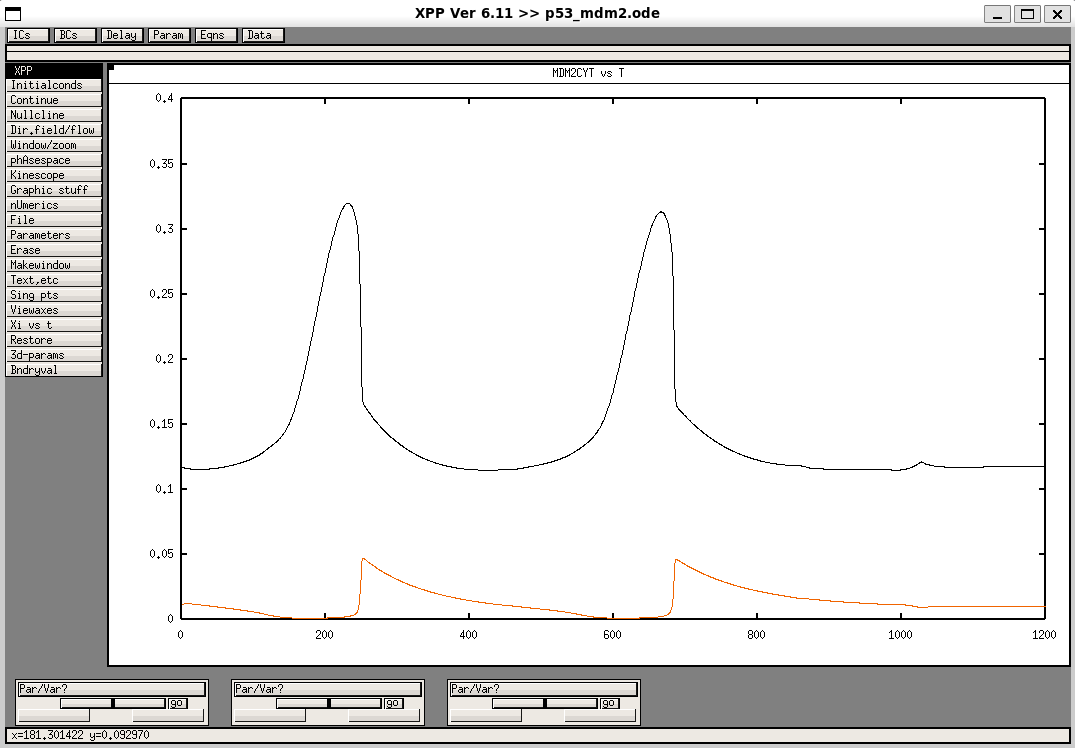 XPP Ver 6.11 >> p53_mdm2.ode
ICs BCs Delay Param Eqns Data
XPP
Initialconds
Continue
Nullcline
Dir.field/flow
Window/zoom
phAsespace
Kinescope
Graphic stuff
nUmerics
File
Parameters
Erase
Makewindow
Text,etc
Sing pts
Viewaxes
Xi vs t
Restore
3d-params
Bndryval
MDM2CYT vs T
0.4
0.35
0.3
0.25
0.2
0.15
0.1
0.05
0
0 200 400 600 800 1000 1200
Par/Var? Par/Var? Par/Var?
go go go
x=181.301422 y=0.092970